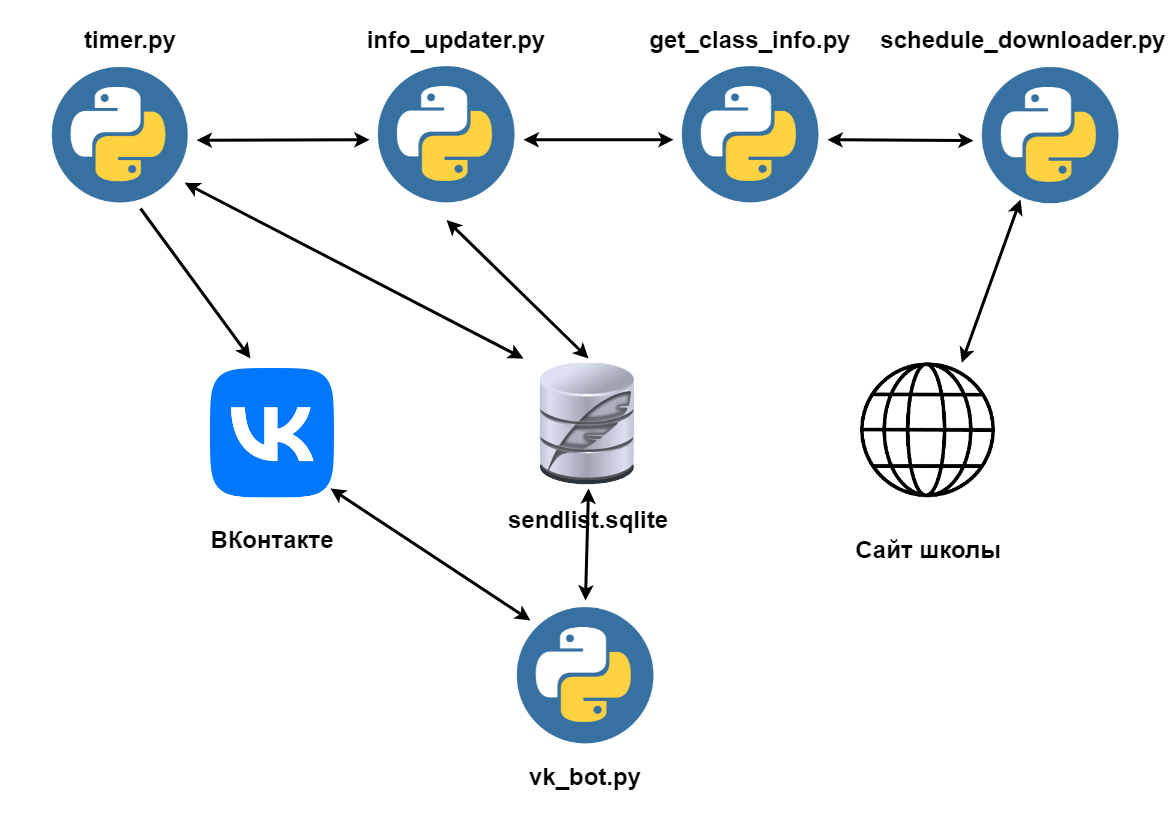 timer.py
info_updater.py
get_class_info.py
schedule_downloader.py
ВКонтакте
sendlist.sqlite
Сайт школы
vk_bot.py